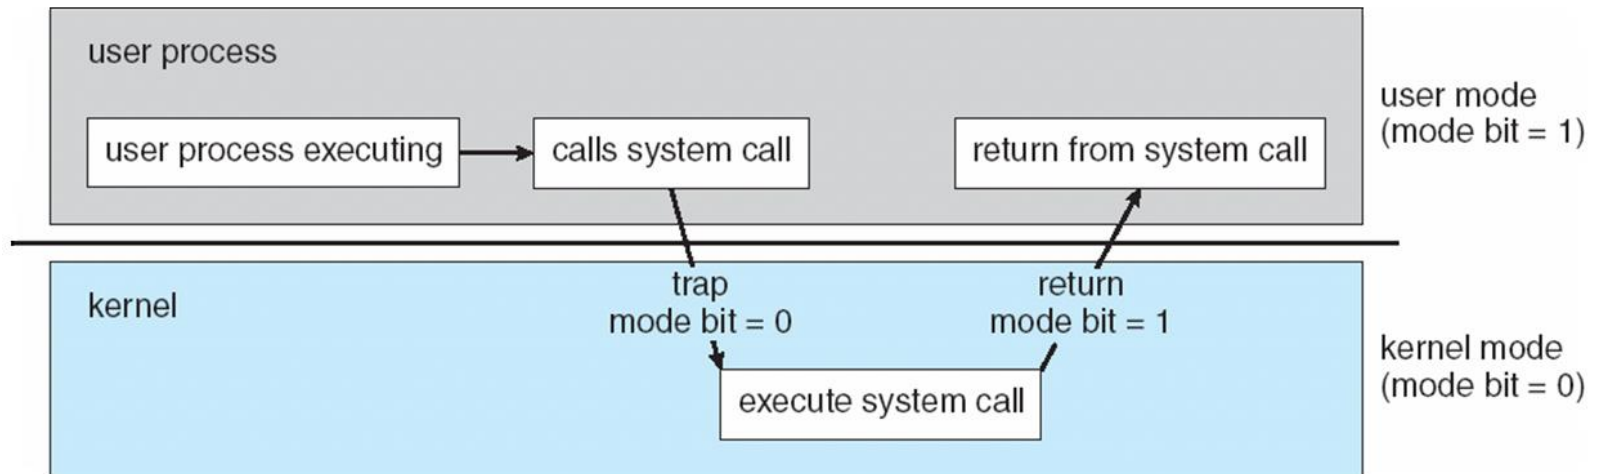 user process
user process executing
calls system call
return from system call
user mode
(mode bit = 1)
kernel
trap
mode bit = 0
return
mode bit = 1
execute system call
kernel mode
(mode bit = 0)